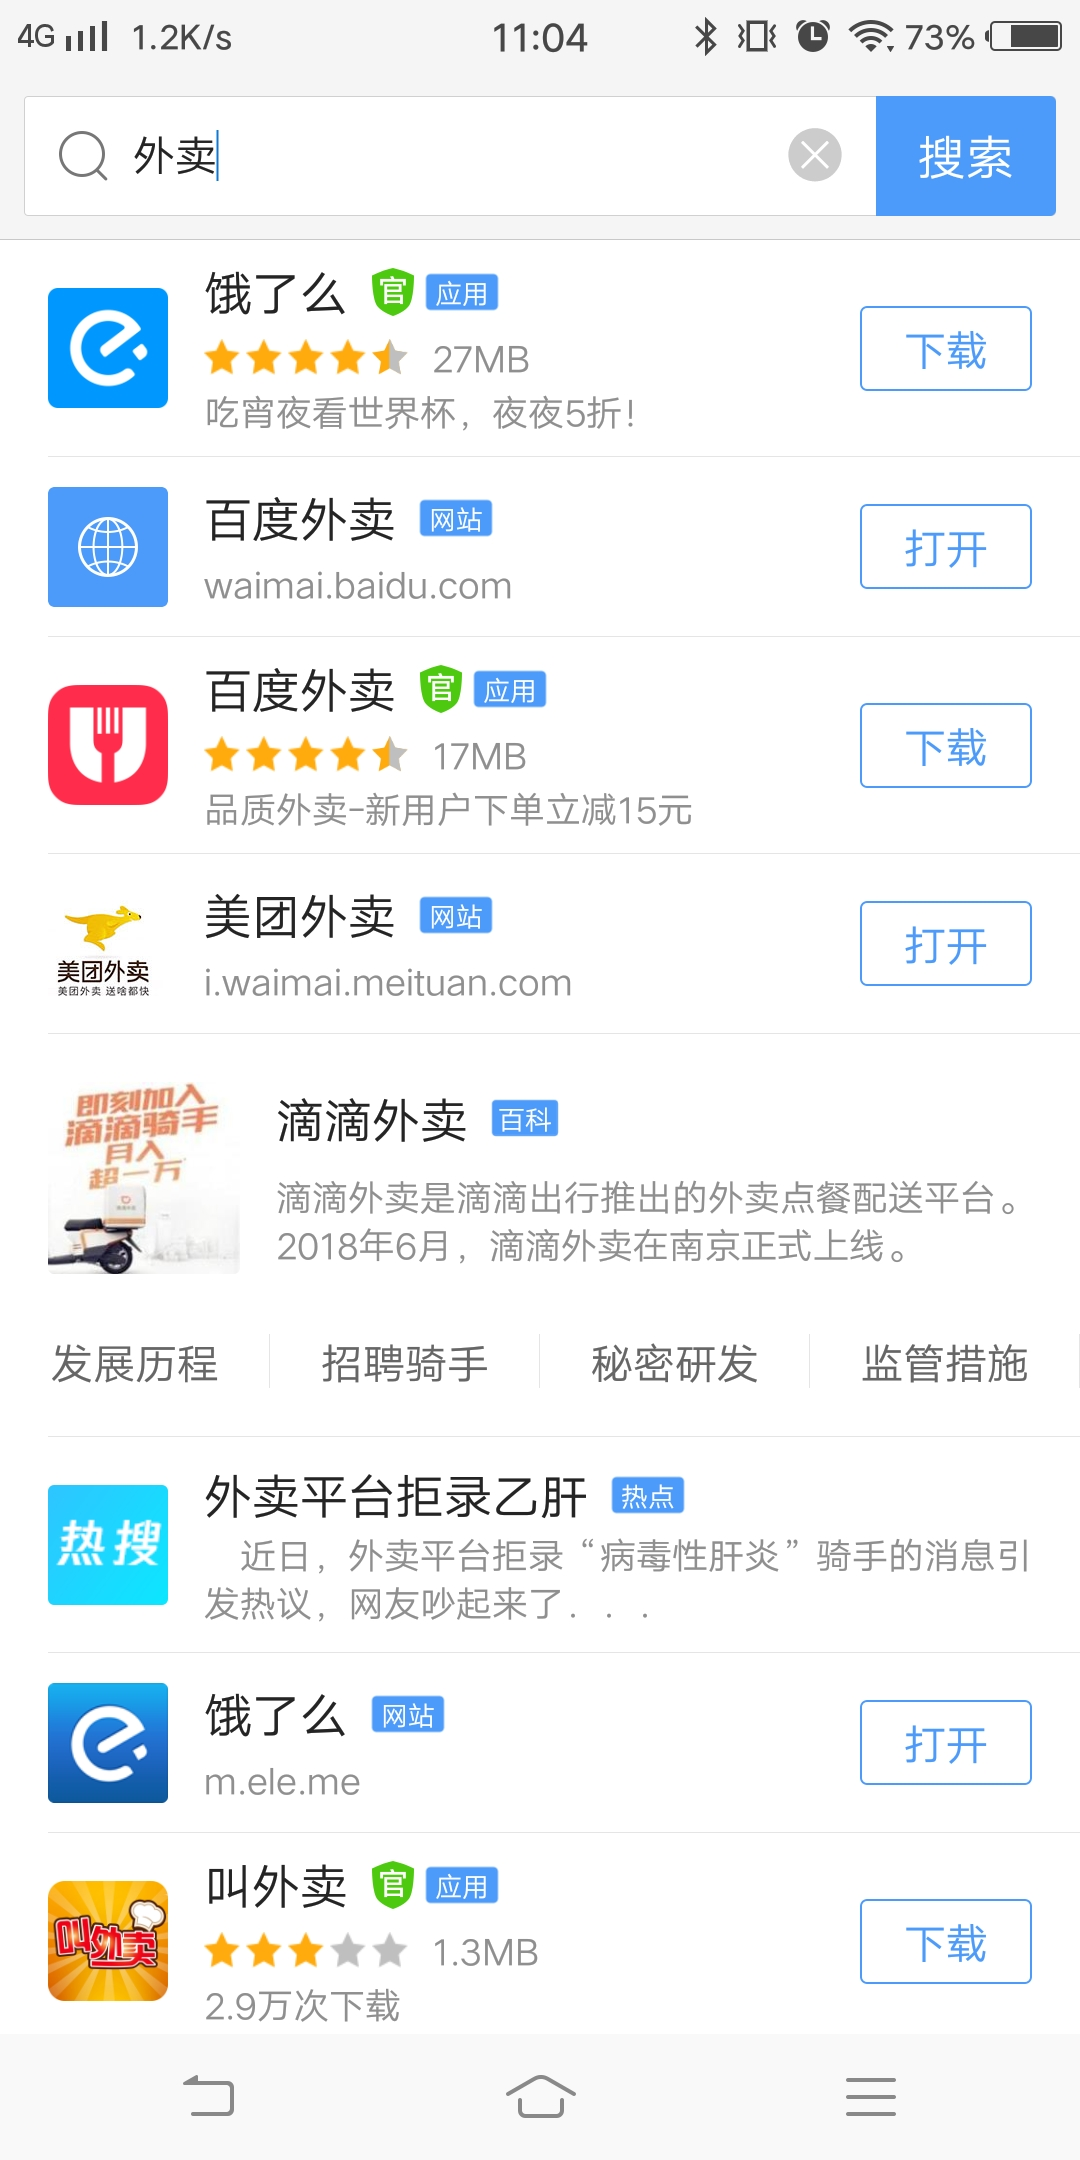 4G 1.2K/s 11:04 73%
外卖 搜索
饿了么 官 应用
27MB 下载
吃宵夜看世界杯，夜夜5折！
百度外卖 网站
waimai.baidu.com 打开
百度外卖 官 应用
17MB 下载
品质外卖-新用户下单立减15元
美团外卖 网站
美团外卖
美团外卖 送啥都快
i.waimai.meituan.com 打开
即刻加入
滴滴骑手
月入
超一万
滴滴外卖 百科
滴滴外卖是滴滴出行推出的外卖点餐配送平台。
2018年6月，滴滴外卖在南京正式上线。
发展历程 招聘骑手 秘密研发 监管措施
热搜
外卖平台拒录乙肝 热点
近日，外卖平台拒录“病毒性肝炎”骑手的消息引
发热议，网友吵起来了．．．
饿了么 网站
m.ele.me 打开
叫外卖
叫外卖 官 应用
1.3MB 下载
2.9万次下载